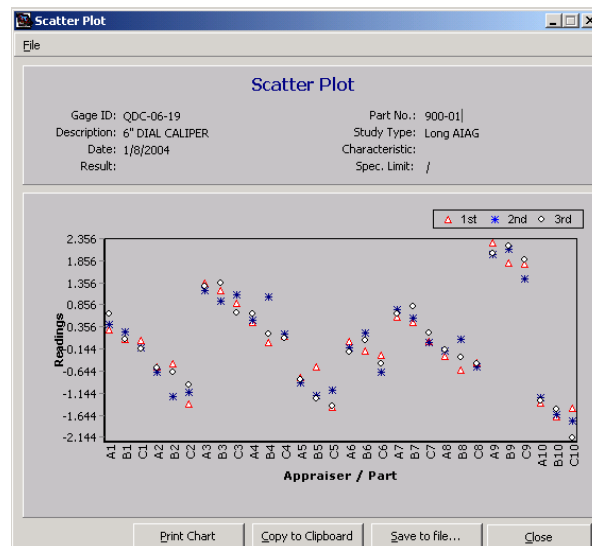 Scatter Plot
File
Scatter Plot
Gage ID: QDC-06-19 Part No.: 900-01
Description: 6" DIAL CALIPER Study Type: Long AIAG
Date: 1/8/2004 Characteristic:
Result: Spec. Limit: /
1st 2nd 3rd
Readings
2.356
1.856
1.356
0.856
0.356
-0.144
-0.644
-1.144
-1.644
-2.144
A1 B1 C1 A2 B2 C2 A3 B3 C3 A4 B4 C4 A5 B5 C5 A6 B6 C6 A7 B7 C7 A8 B8 C8 A9 B9 C9 A10 B10 C10
Appraiser / Part
Print Chart Copy to Clipboard Save to file... Close